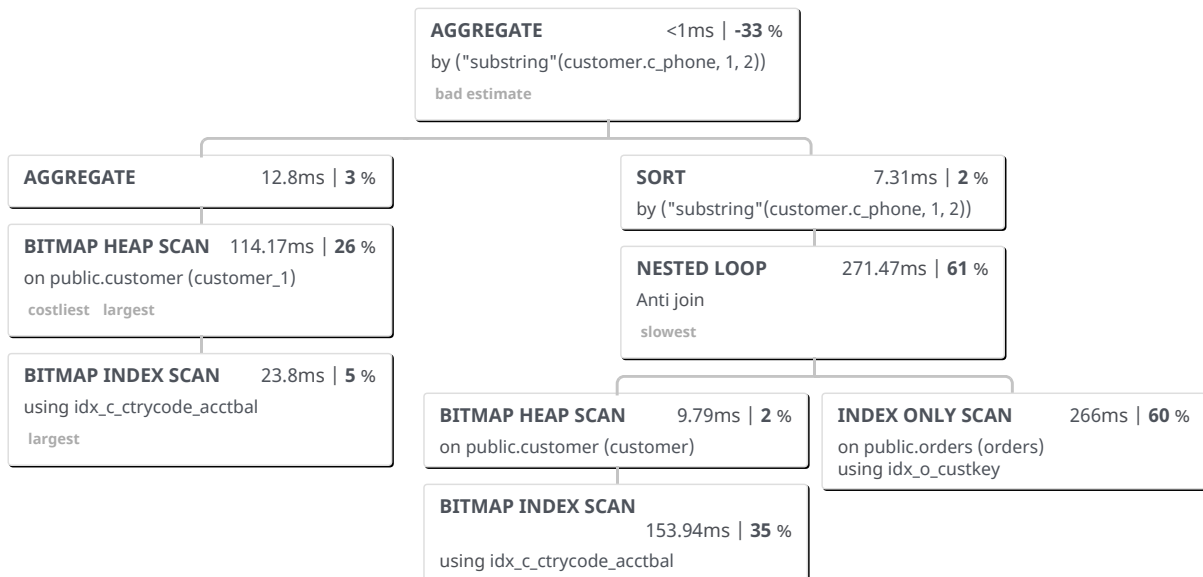 AGGREGATE <1ms | -33 %
by ("substring"(customer.c_phone, 1, 2))
bad estimate
AGGREGATE 12.8ms | 3 %
BITMAP HEAP SCAN 114.17ms | 26 %
on public.customer (customer_1)
costliest largest
BITMAP INDEX SCAN 23.8ms | 5 %
using idx_c_ctrycode_acctbal
largest
SORT 7.31ms | 2 %
by ("substring"(customer.c_phone, 1, 2))
NESTED LOOP 271.47ms | 61 %
Anti join
slowest
BITMAP HEAP SCAN 9.79ms | 2 %
on public.customer (customer)
BITMAP INDEX SCAN
153.94ms | 35 %
using idx_c_ctrycode_acctbal
INDEX ONLY SCAN 266ms | 60 %
on public.orders (orders)
using idx_o_custkey